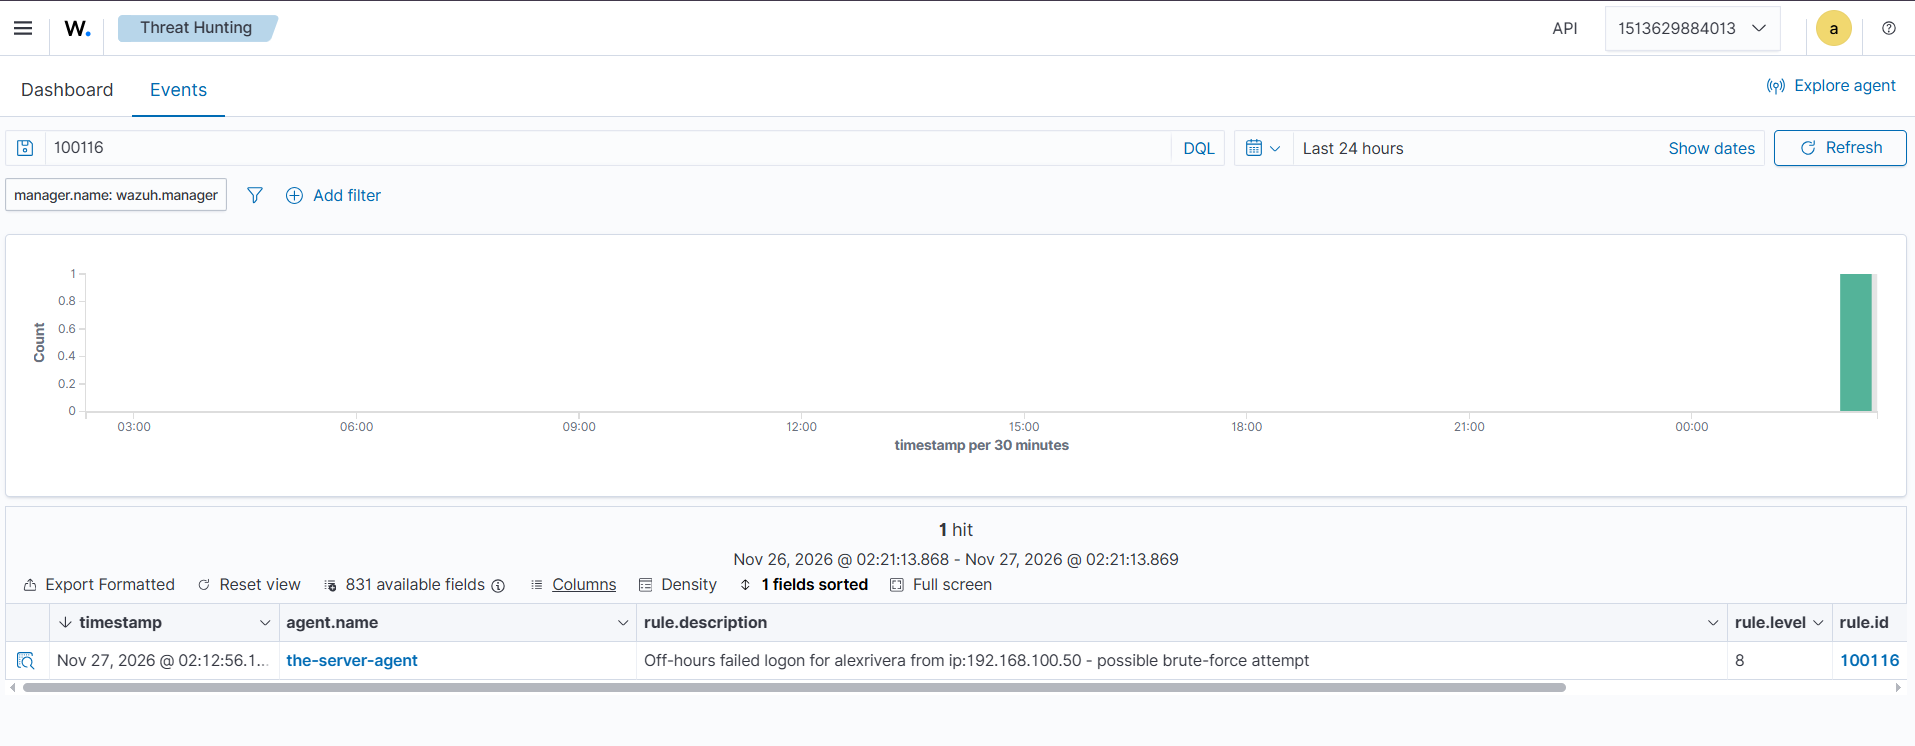 W. Threat Hunting API 1513629884013 a
Dashboard Events Explore agent
100116 DQL Last 24 hours Show dates Refresh
manager.name: wazuh.manager Add filter
1
0.8
0.6
0.4
0.2
0
Count
03:00 06:00 09:00 12:00 15:00 18:00 21:00 00:00
timestamp per 30 minutes
1 hit
Nov 26, 2026 @ 02:21:13.868 - Nov 27, 2026 @ 02:21:13.869
Export Formatted Reset view 831 available fields Columns Density 1 fields sorted Full screen
timestamp agent.name rule.description rule.level rule.id
Nov 27, 2026 @ 02:12:56.1... the-server-agent Off-hours failed logon for alexrivera from ip:192.168.100.50 - possible brute-force attempt 8 100116